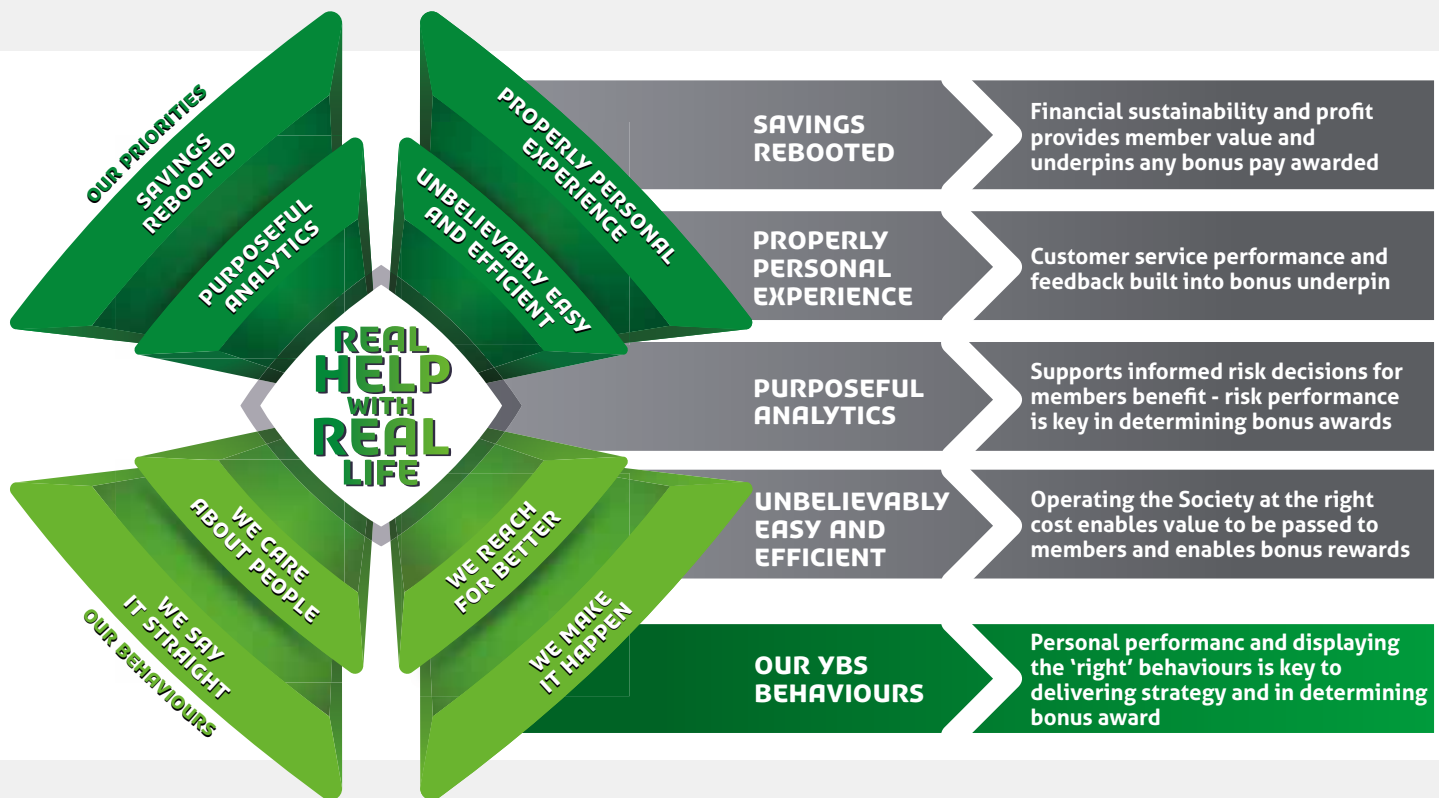 OUR PRIORITIES
SAVINGS
REBOOTED
PURPOSEFUL
ANALYTICS
PROPERLY PERSONAL
EXPERIENCE
UNBELIEVABLY EASY
AND EFFICIENT
REAL
HELP
WITH
REAL
LIFE
WE CARE
ABOUT PEOPLE
WE SAY
IT STRAIGHT
OUR BEHAVIOURS
WE REACH
FOR BETTER
WE MAKE
IT HAPPEN
SAVINGS
REBOOTED
Financial sustainability and profit
provides member value and
underpins any bonus pay awarded
PROPERLY
PERSONAL
EXPERIENCE
Customer service performance and
feedback built into bonus underpin
PURPOSEFUL
ANALYTICS
Supports informed risk decisions for
members benefit - risk performance
is key in determining bonus awards
UNBELIEVABLY
EASY AND
EFFICIENT
Operating the Society at the right
cost enables value to be passed to
members and enables bonus rewards
OUR YBS
BEHAVIOURS
Personal performanc and displaying
the ‘right’ behaviours is key to
delivering strategy and in determining
bonus award